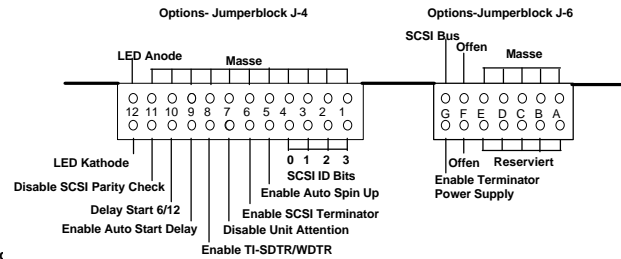 Options- Jumperblock J-4
Options-Jumperblock J-6
SCSI Bus
Offen
Masse
LED Anode
Masse
12 11 10 9 8 7 6 5 4 3 2 1
G F E D C B A
LED Kathode
0 1 2 3
SCSI ID Bits
Offen
Reserviert
Disable SCSI Parity Check
Enable Auto Spin Up
Enable Terminator
Power Supply
Delay Start 6/12
Enable SCSI Terminator
Enable Auto Start Delay
Disable Unit Attention
Enable TI-SDTR/WDTR